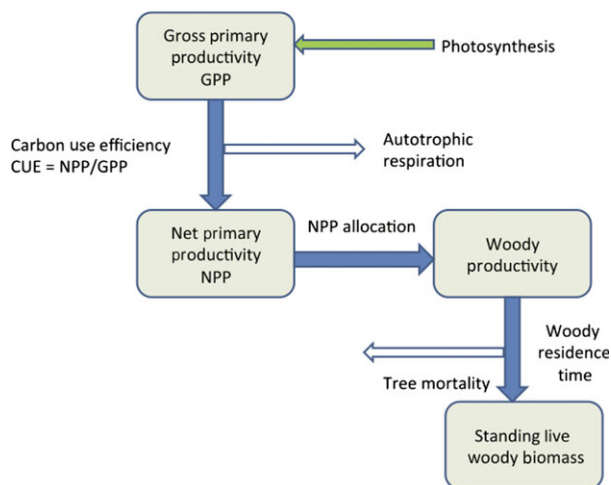 Gross primary
productivity
GPP
Photosynthesis
Carbon use efficiency
CUE = NPP/GPP
Autotrophic
respiration
Net primary
productivity
NPP
NPP allocation
Woody
productivity
Woody
residence
time
Tree mortality
Standing live
woody biomass